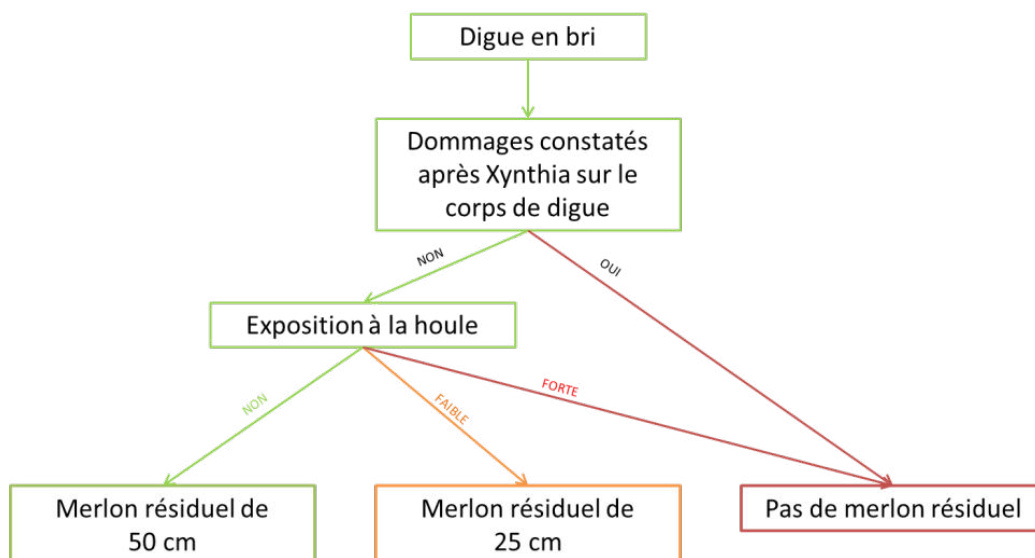 Digue en bri
Dommages constatés
après Xynthia sur le
corps de digue
NON
OUI
Exposition à la houle
NON
FAIBLE
FORTE
Merlon résiduel de
50 cm
Merlon résiduel de
25 cm
Pas de merlon résiduel